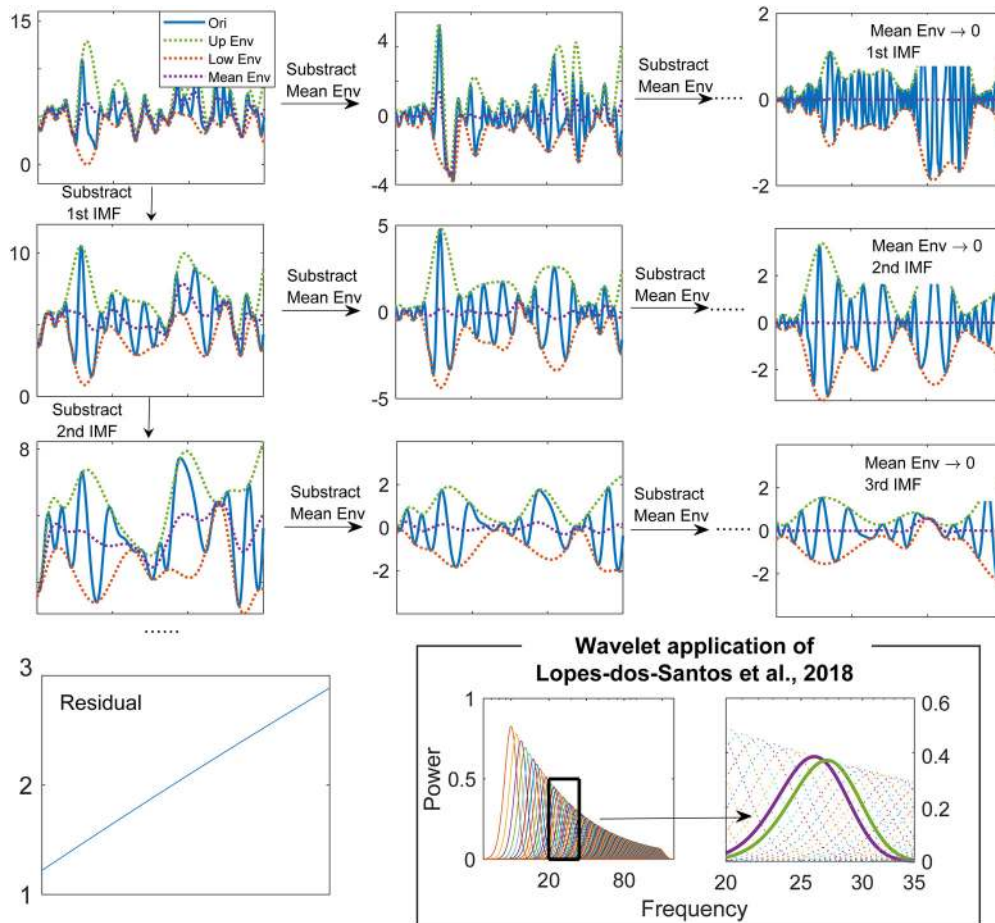 15
0
Ori
Up Env
Low Env
Mean Env
Substract
Mean Env
6
4
0
-4
Substract
Mean Env
......
2
0
-2
Mean Env → 0
1st IMF
Substract
1st IMF
10
0
Substract
Mean Env
5
0
-5
Substract
Mean Env
......
2
0
-2
Mean Env → 0
2nd IMF
Substract
2nd IMF
8
Substract
Mean Env
2
0
-2
Substract
Mean Env
......
2
0
-2
Mean Env → 0
3rd IMF
......
3
2
1
Residual
Wavelet application of
Lopes-dos-Santos et al., 2018
Power
1
0.5
0
20
80
0.6
0.4
0.2
0
20
25
30
35
Frequency